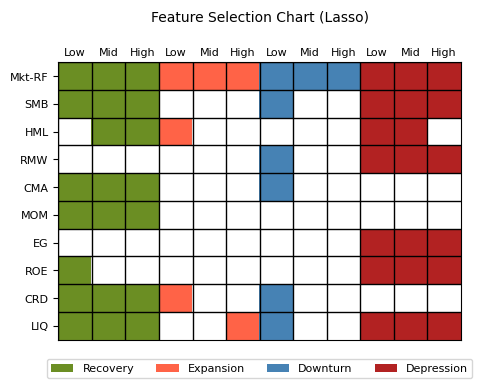 Feature Selection Chart (Lasso)
Low Mid High Low Mid High Low Mid High Low Mid High
Mkt-RF
SMB
HML
RMW
CMA
MOM
EG
ROE
CRD
LIQ
Recovery Expansion Downturn Depression